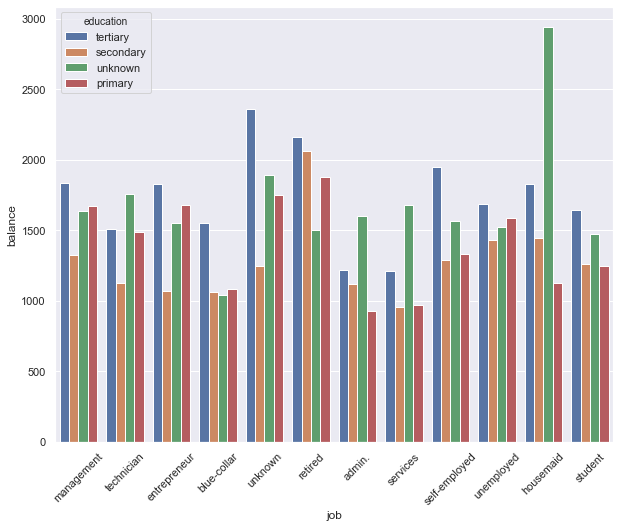 education
tertiary
secondary
unknown
primary
3000
2500
2000
1500
1000
500
0
balance
management
technician
entrepreneur
blue-collar
unknown
retired
admin.
services
self-employed
unemployed
housemaid
student
job